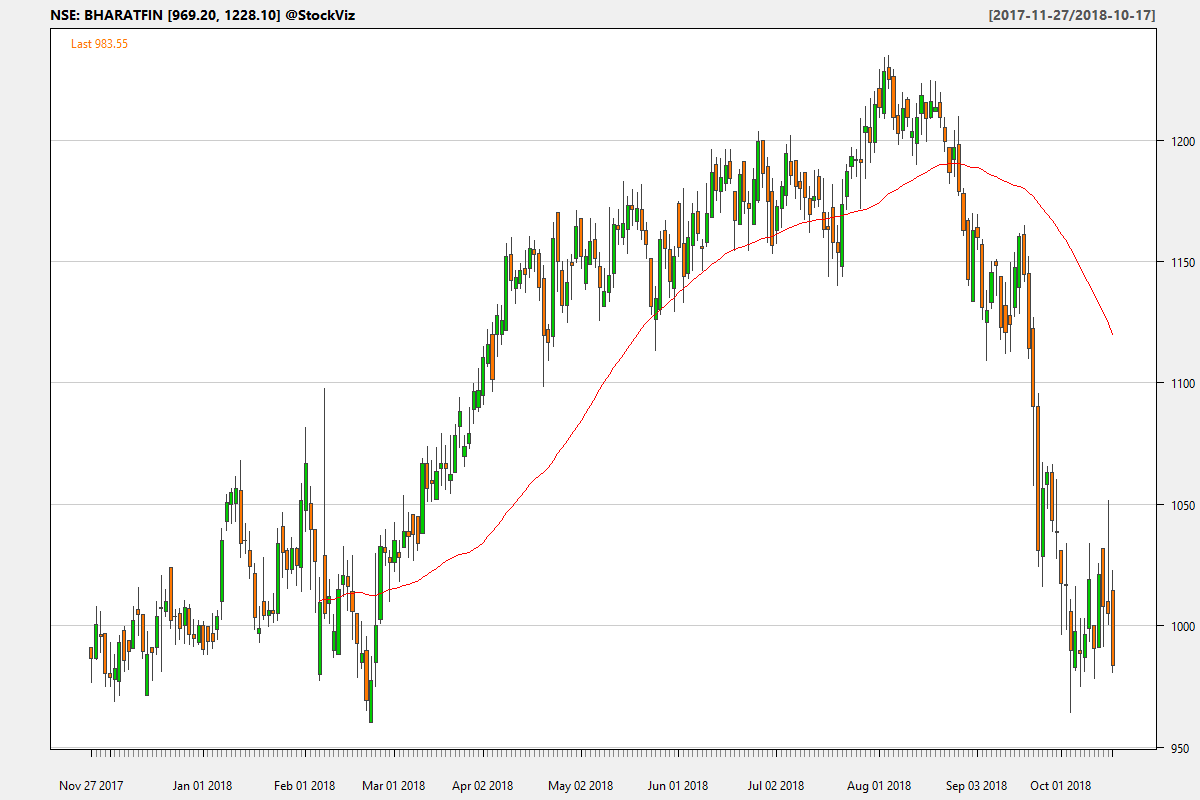 NSE: BHARATFIN [969.20, 1228.10] @StockViz
[2017-11-27/2018-10-17]
Last 983.55
1200
1150
1100
1050
1000
950
Nov 27 2017
Jan 01 2018
Feb 01 2018
Mar 01 2018
Apr 02 2018
May 02 2018
Jun 01 2018
Jul 02 2018
Aug 01 2018
Sep 03 2018
Oct 01 2018